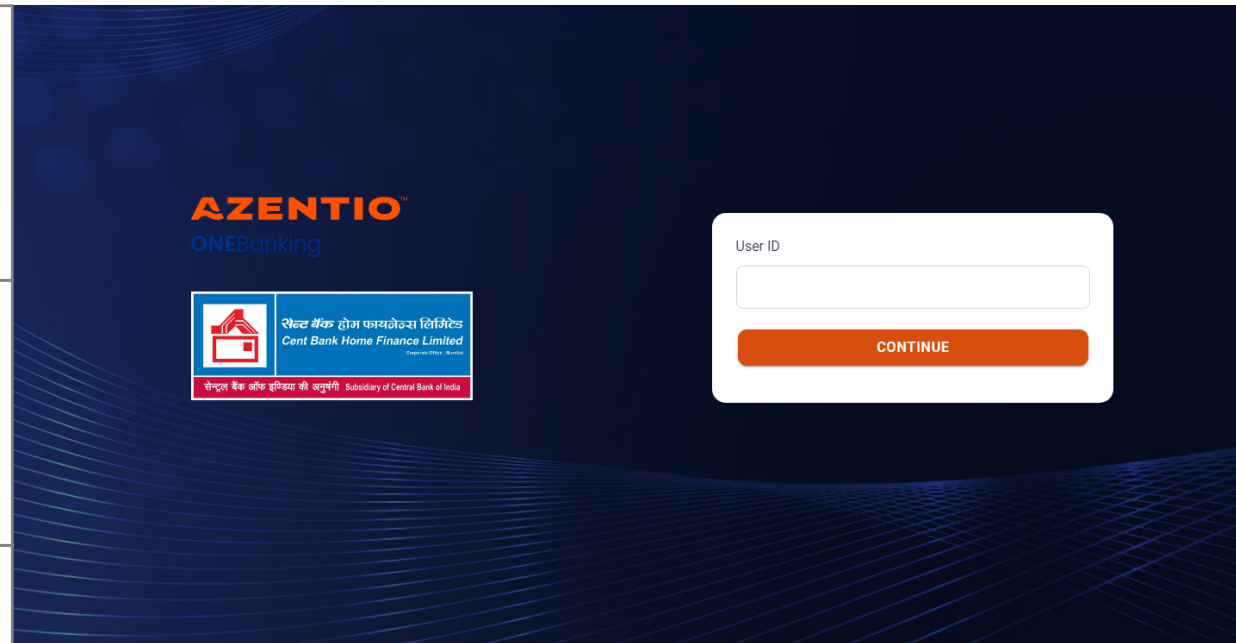 AZENTIO™
ONEBanking
सेन्ट बैंक होम फायनेन्स लिमिटेड
Cent Bank Home Finance Limited
Corporate Office : Mumbai
सेन्ट्रल बैंक ऑफ इण्डिया की अनुषंगी Subsidiary of Central Bank of India
User ID
CONTINUE